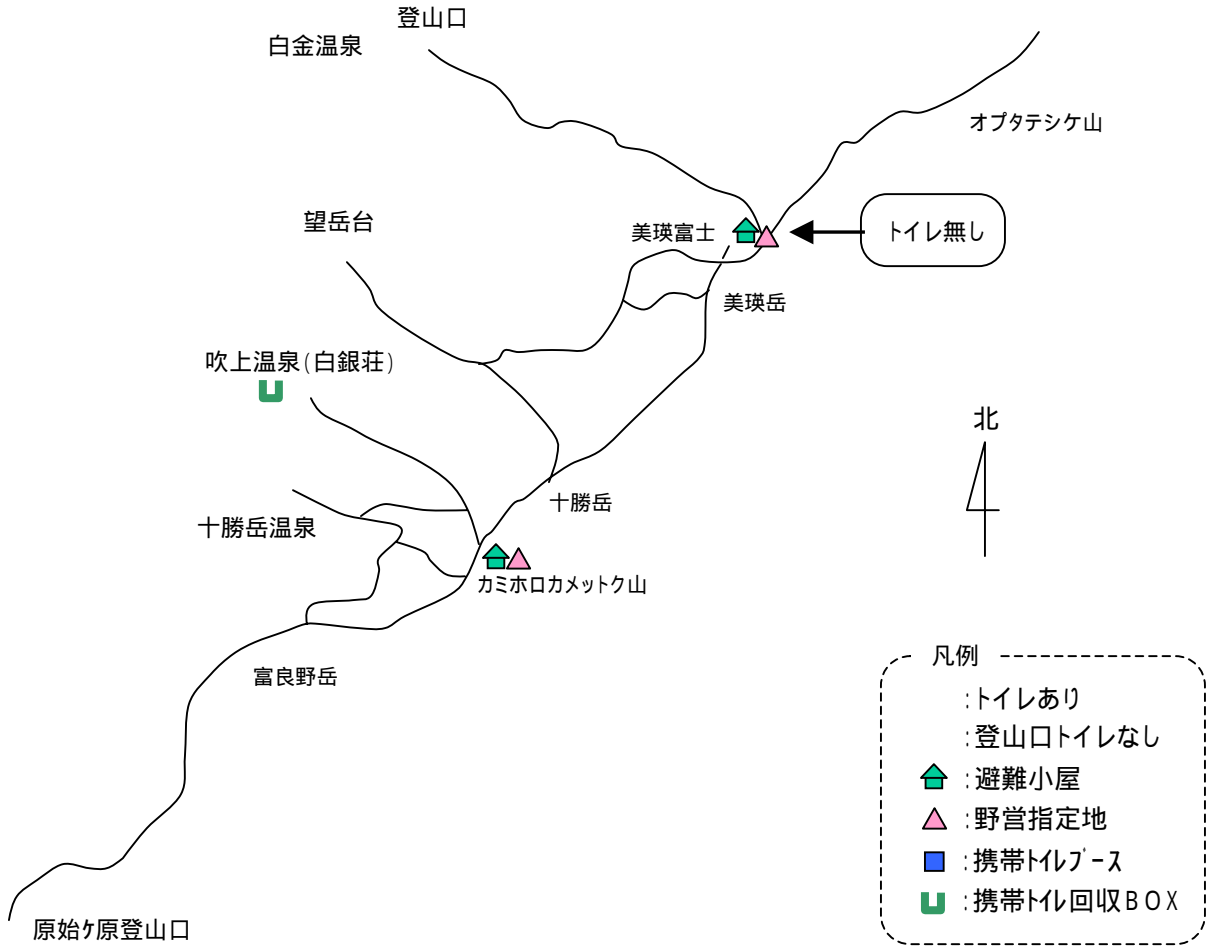 登山口
白金温泉
オプタテシケ山
望岳台
美瑛富士
トイレ無し
美瑛岳
吹上温泉(白銀荘)
北
十勝岳
十勝岳温泉
カミホロカメットク山
富良野岳
凡例
:トイレあり
:登山口トイレなし
:避難小屋
:野営指定地
:携帯トイレブース
:携帯トイレ回収BOX
原始ケ原登山口